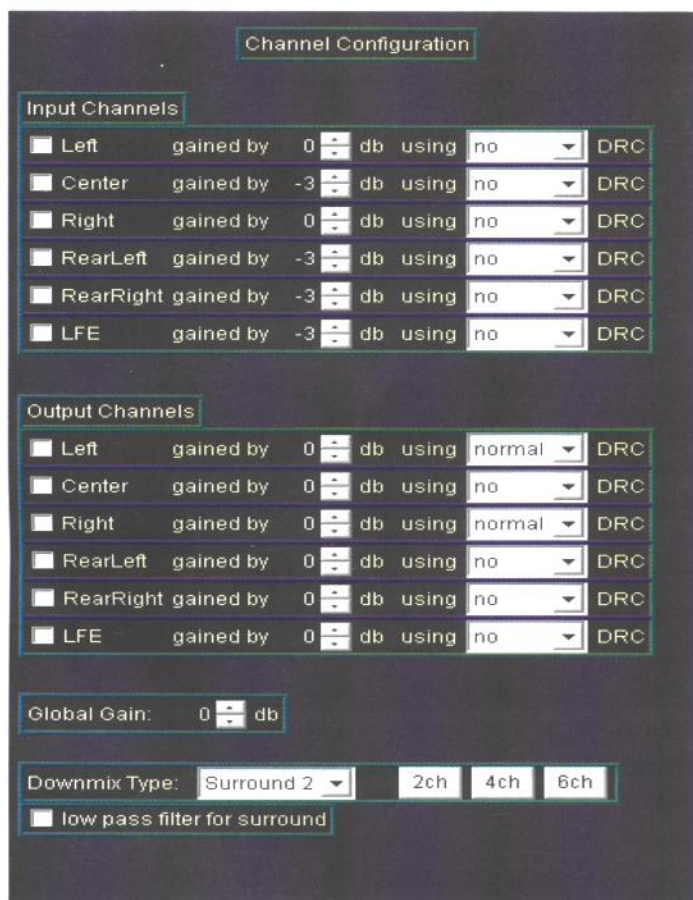 Channel Configuration
Input Channels
Left gained by 0 db using no DRC
Center gained by -3 db using no DRC
Right gained by 0 db using no DRC
RearLeft gained by -3 db using no DRC
RearRight gained by -3 db using no DRC
LFE gained by -3 db using no DRC
Output Channels
Left gained by 0 db using normal DRC
Center gained by 0 db using no DRC
Right gained by 0 db using normal DRC
RearLeft gained by 0 db using no DRC
RearRight gained by 0 db using no DRC
LFE gained by 0 db using no DRC
Global Gain: 0 db
Downmix Type: Surround 2 2ch 4ch 6ch
low pass filter for surround